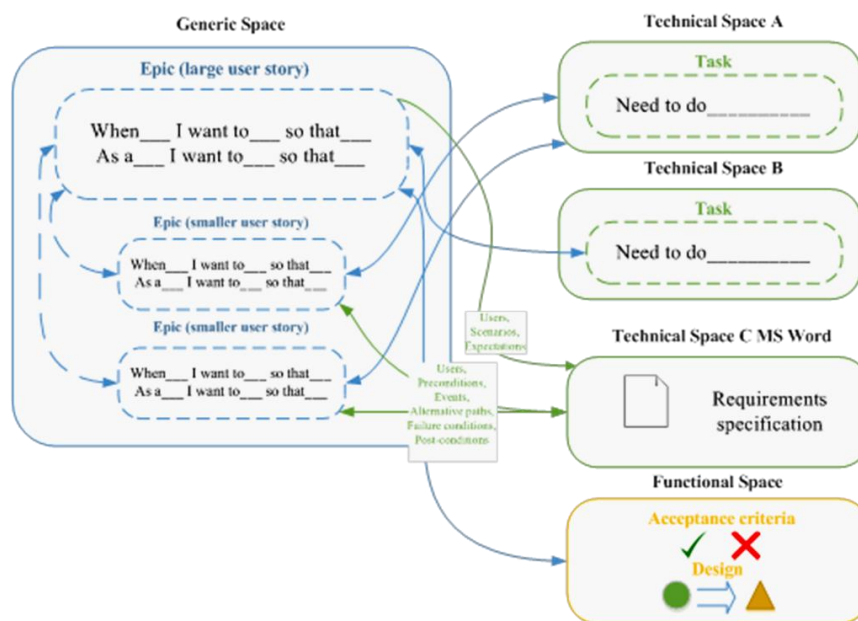 Generic Space
Epic (large user story)
When___ I want to___ so that___
As a___ I want to___ so that___
Epic (smaller user story)
When___ I want to___ so that___
As a___ I want to___ so that___
Epic (smaller user story)
When___ I want to___ so that___
As a___ I want to___ so that___
Users,
Scenarios,
Expectations
Users,
Preconditions,
Events,
Alternative paths,
Failure conditions,
Post-conditions
Technical Space A
Task
Need to do__________
Technical Space B
Task
Need to do__________
Technical Space C MS Word
Requirements
specification
Functional Space
Acceptance criteria
Design